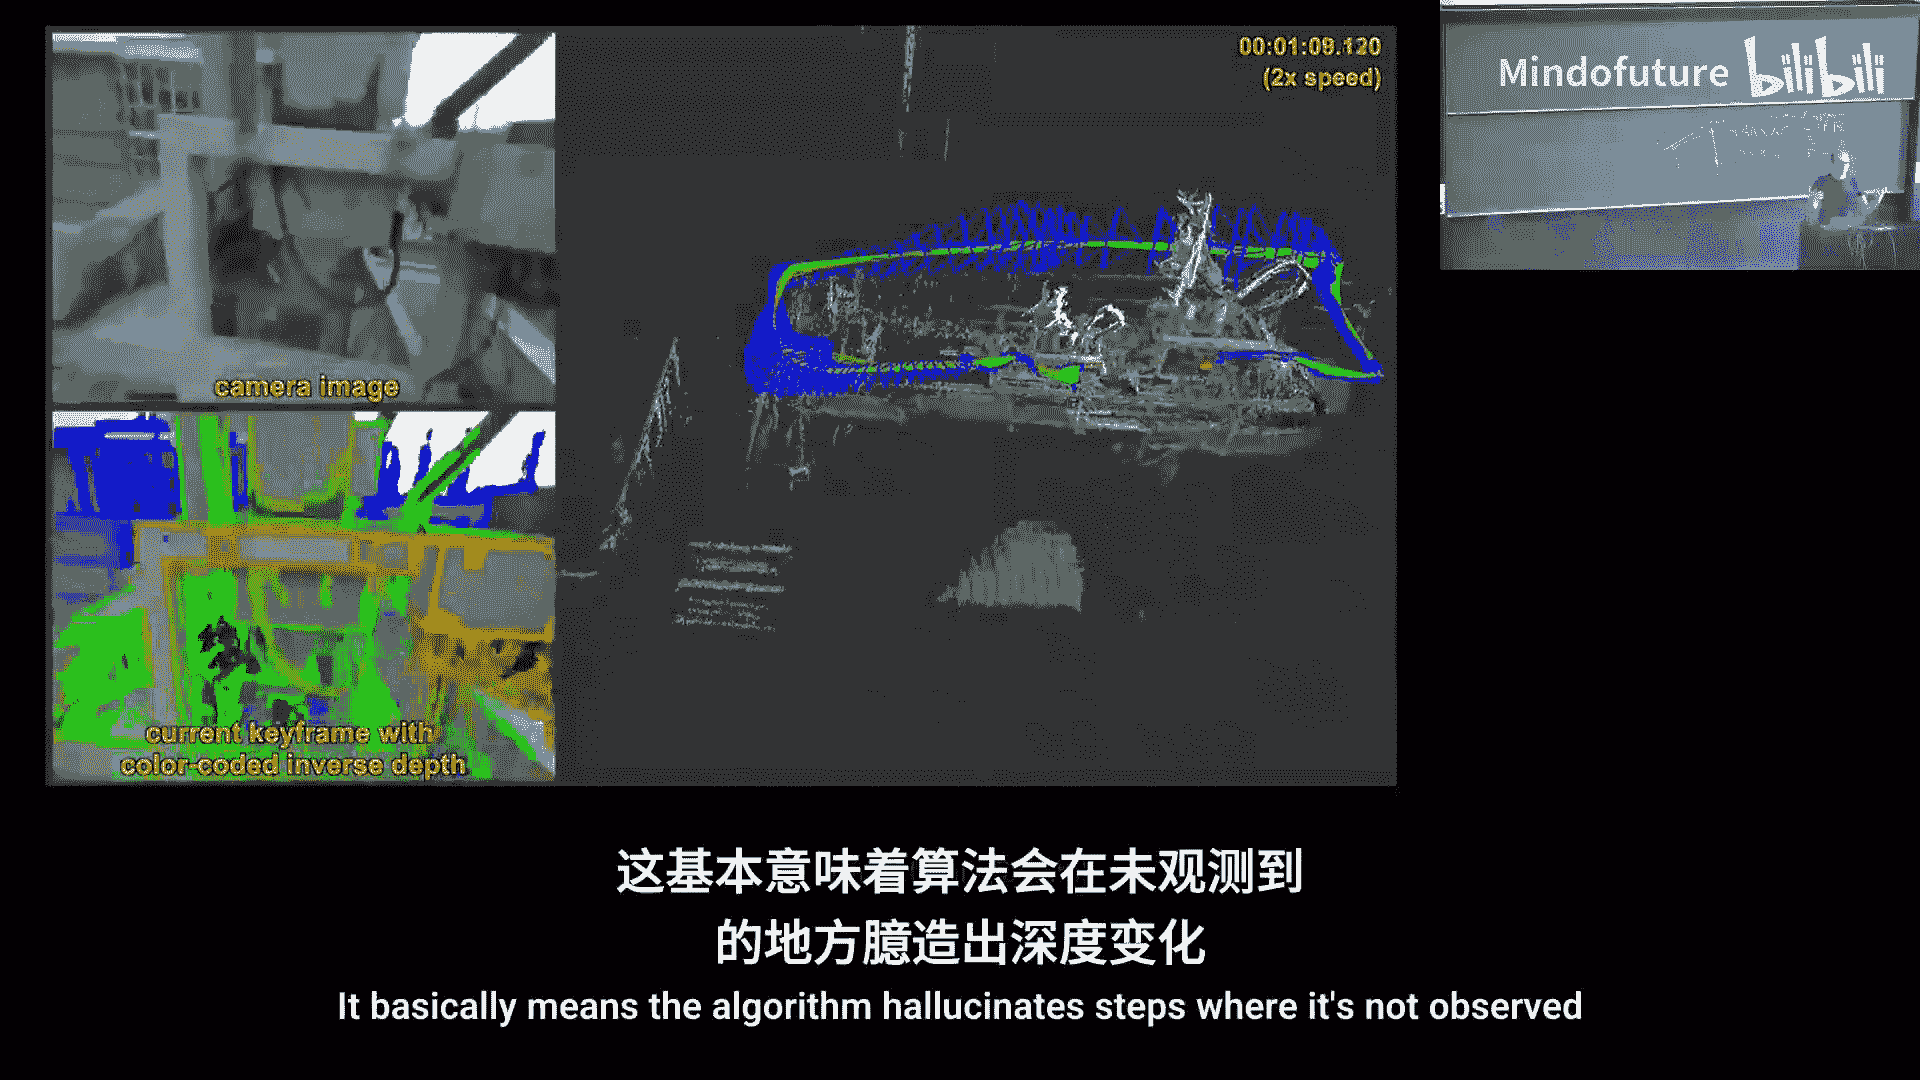 00:01:09.120
(2x speed)
camera image
current keyframe with
color-coded inverse depth
Mindofuture bilibili
这基本意味着算法会在未观测到
的地方臆造出深度变化
It basically means the algorithm hallucinates steps where it's not observed